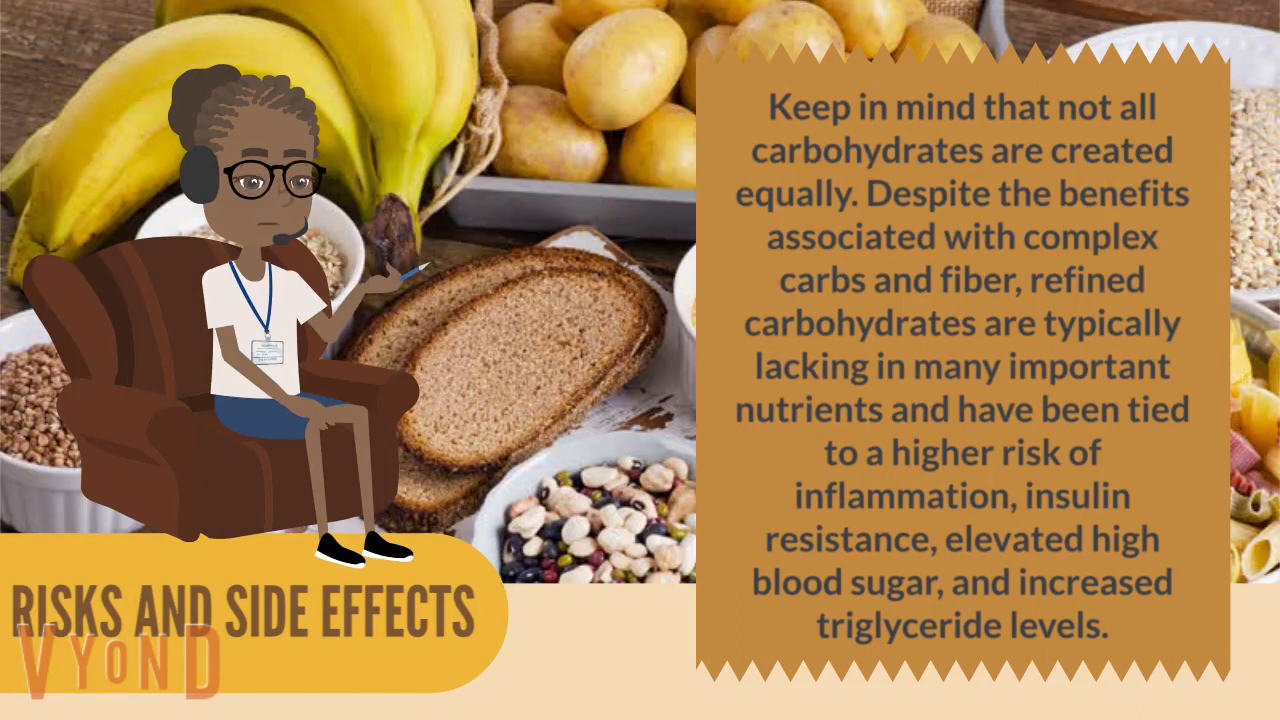 Keep in mind that not all
carbohydrates are created
equally. Despite the benefits
associated with complex
carbs and fiber, refined
carbohydrates are typically
lacking in many important
nutrients and have been tied
to a higher risk of
inflammation, insulin
resistance, elevated high
blood sugar, and increased
triglyceride levels.
RISKS AND SIDE EFFECTS
VYOND